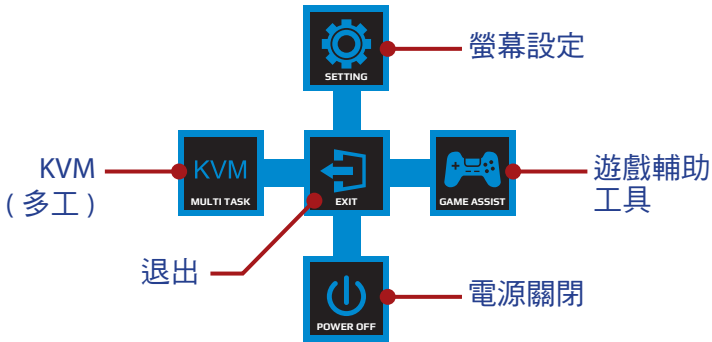 SETTING
螢幕設定
KVM
( 多工 )
KVM
MULTI TASK
EXIT
GAME ASSIST
遊戲輔助
工具
退出
POWER OFF
電源關閉